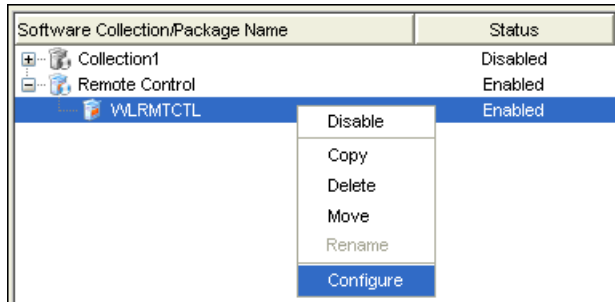 Software Collection/Package Name Status
Collection1 Disabled
Remote Control Enabled
WLRMTCTL Enabled
Disable
Copy
Delete
Move
Rename
Configure